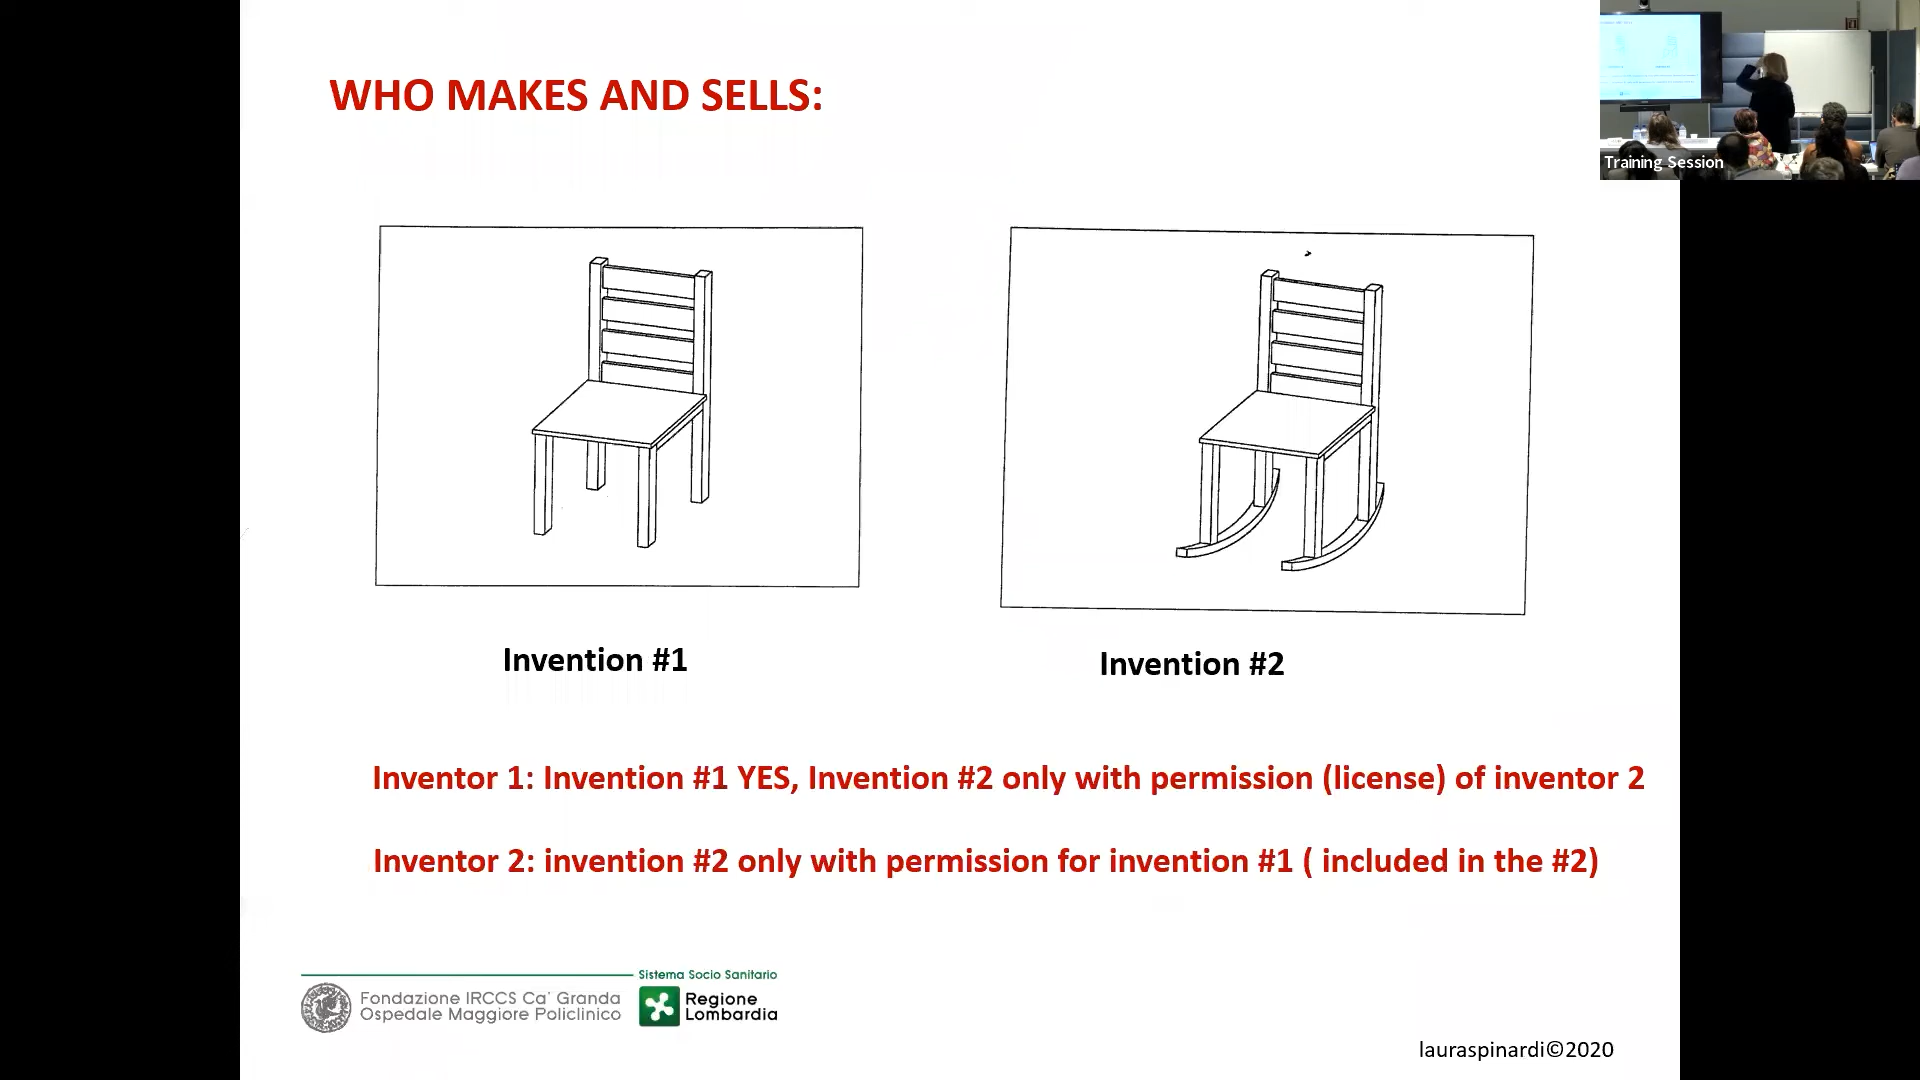 WHO MAKES AND SELLS:
Training Session
Invention #1
Invention #2
Inventor 1: Invention #1 YES, Invention #2 only with permission (license) of inventor 2
Inventor 2: invention #2 only with permission for invention #1 ( included in the #2)
Sistema Socio Sanitario
Fondazione IRCCS Ca' Granda
Ospedale Maggiore Policlinico
Regione
Lombardia
lauraspinardi©2020